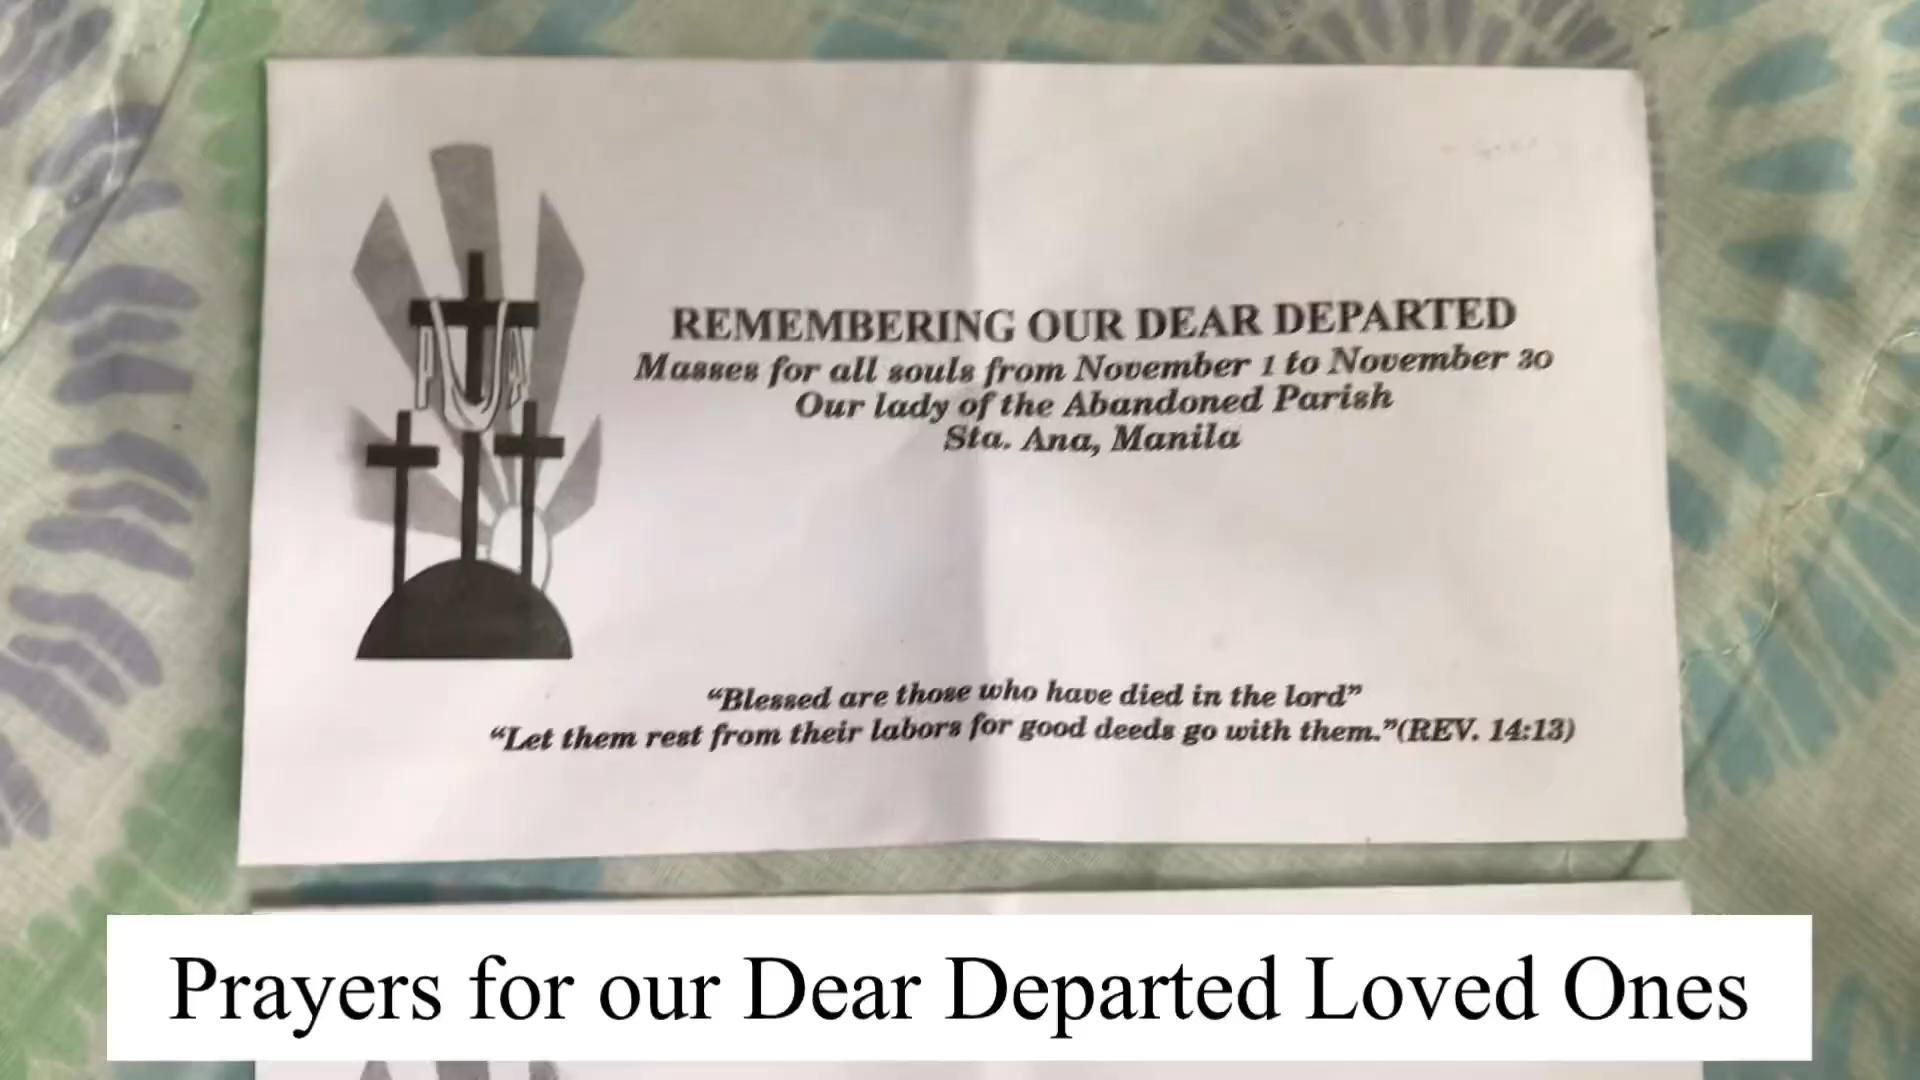 REMEMBERING OUR DEAR DEPARTED
Masses for all souls from November 1 to November 30
Our lady of the Abandoned Parish
Sta. Ana, Manila
“Blessed are those who have died in the lord”
“Let them rest from their labors for good deeds go with them.”(REV. 14:13)
Prayers for our Dear Departed Loved Ones